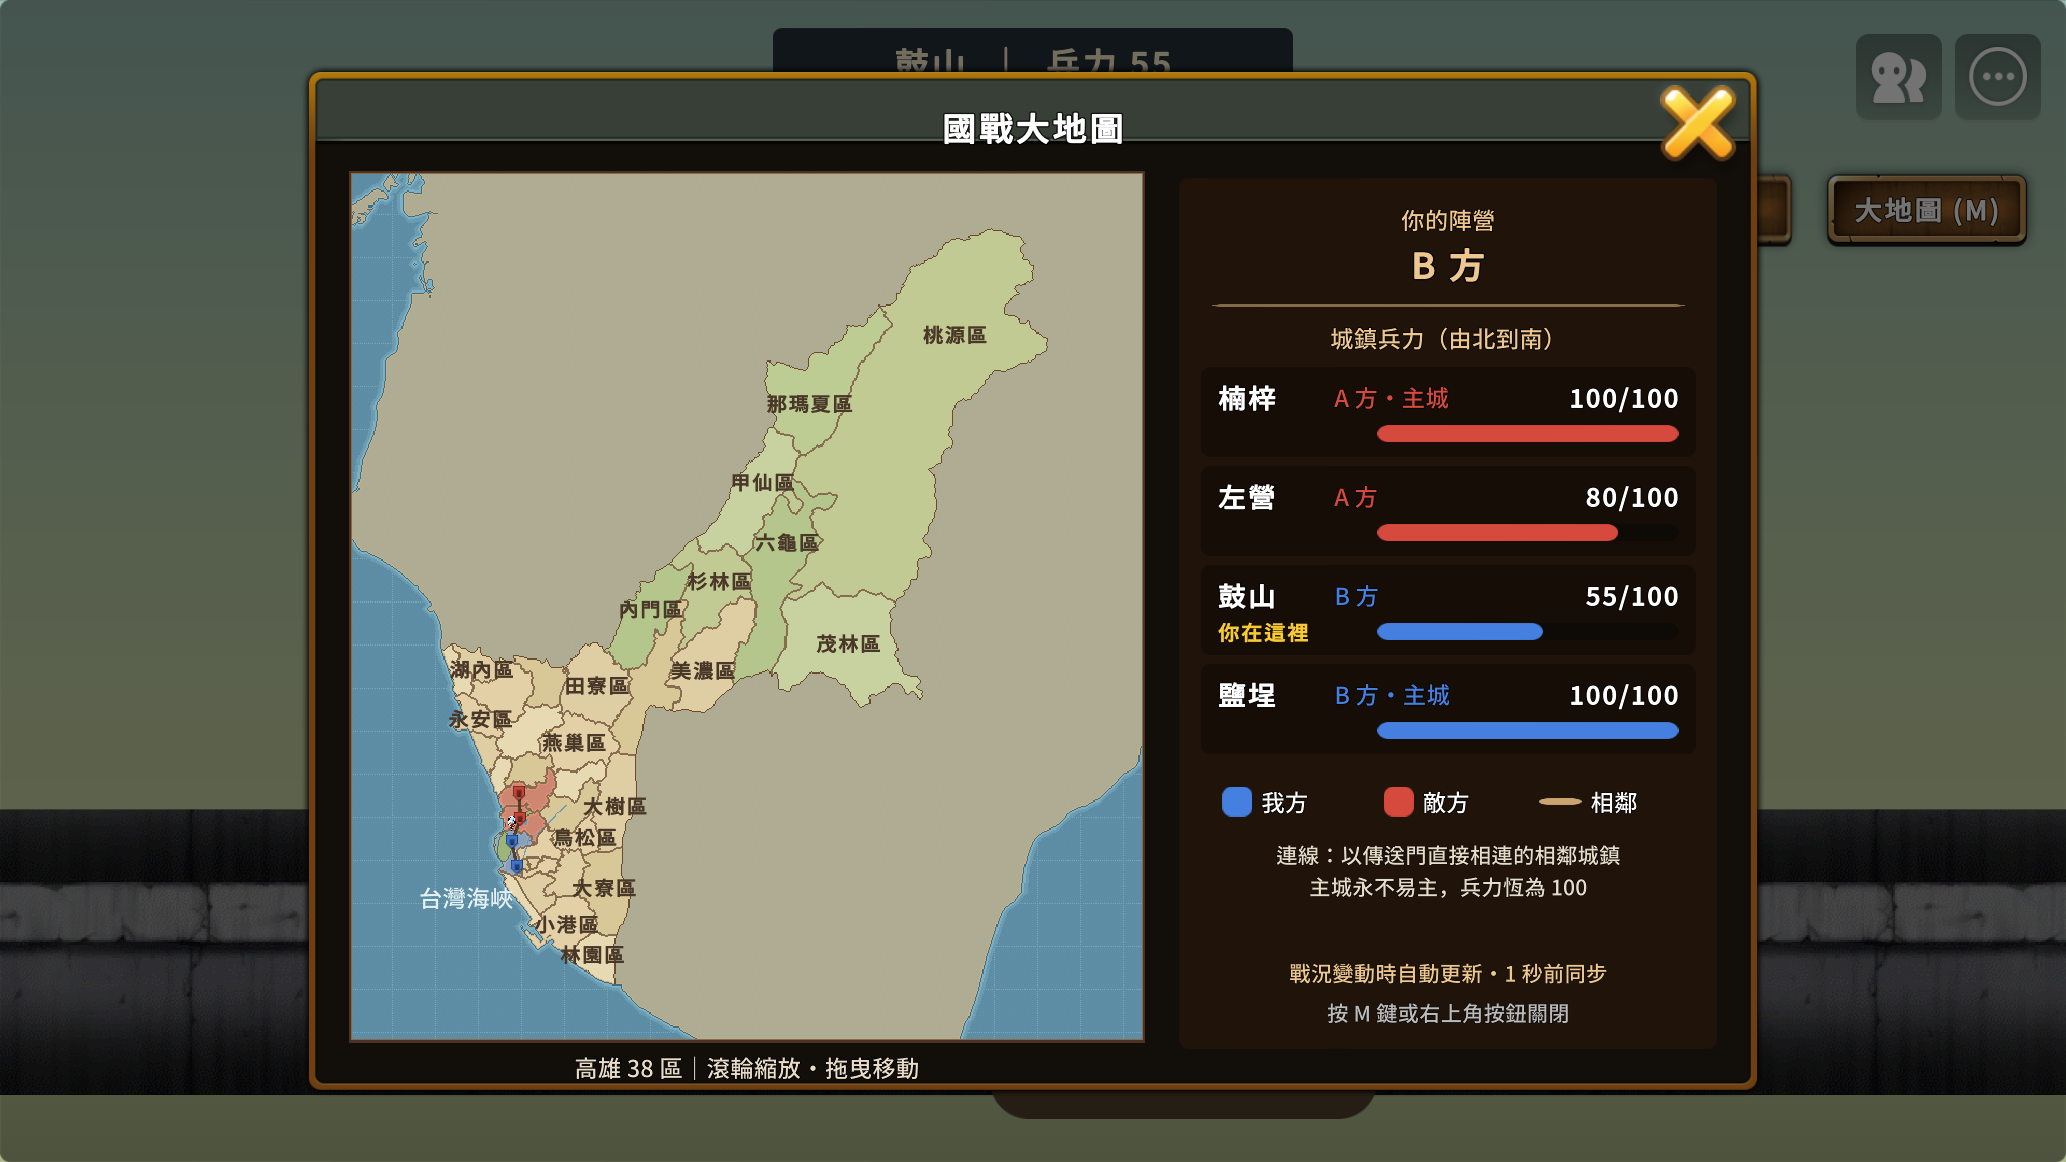 鼓山 | 兵力 55
國戰大地圖
大地圖 (M)
桃源區
那瑪夏區
甲仙區
六龜區
杉林區
內門區
茂林區
美濃區
湖內區
田寮區
永安區
燕巢區
大樹區
鳥松區
大寮區
台灣海峽
小港區
林園區
高雄 38 區｜滾輪縮放・拖曳移動
你的陣營
B 方
城鎮兵力（由北到南）
楠梓 A 方・主城 100/100
左營 A 方 80/100
鼓山 B 方 55/100
你在這裡
鹽埕 B 方・主城 100/100
我方 敵方 相鄰
連線：以傳送門直接相連的相鄰城鎮
主城永不易主，兵力恆為 100
戰況變動時自動更新・1 秒前同步
按 M 鍵或右上角按鈕關閉